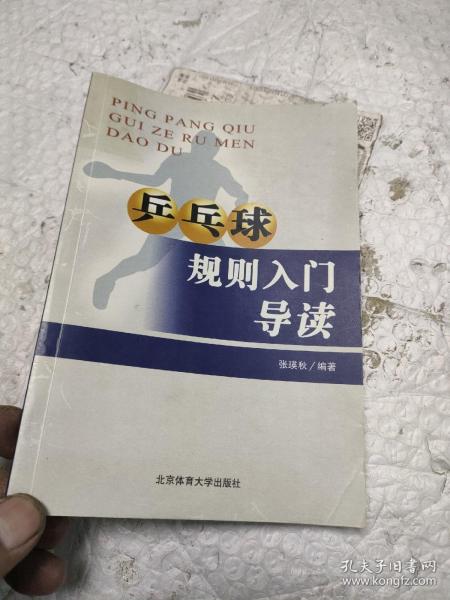 PING PANG QIU
GUI ZE RU MEN
DAO DU
乒乓球
规则入门
导读
张瑛秋／编著
北京体育大学出版社
孔夫子旧书网
www.kongfz.com